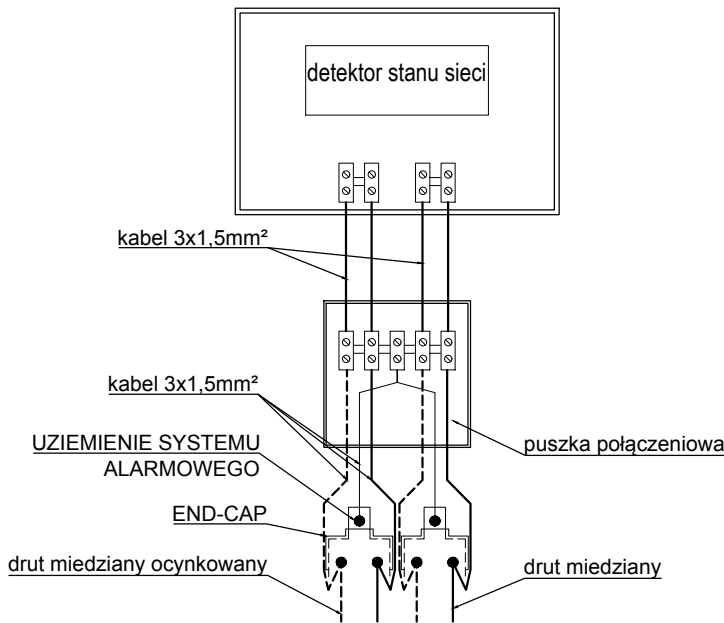 detektor stanu sieci
kabel 3x1,5mm²
kabel 3x1,5mm²
UZIEMIENIE SYSTEMU
ALARMOWEGO
puszka połączeniowa
END-CAP
drut miedziany ocynkowany
drut miedziany